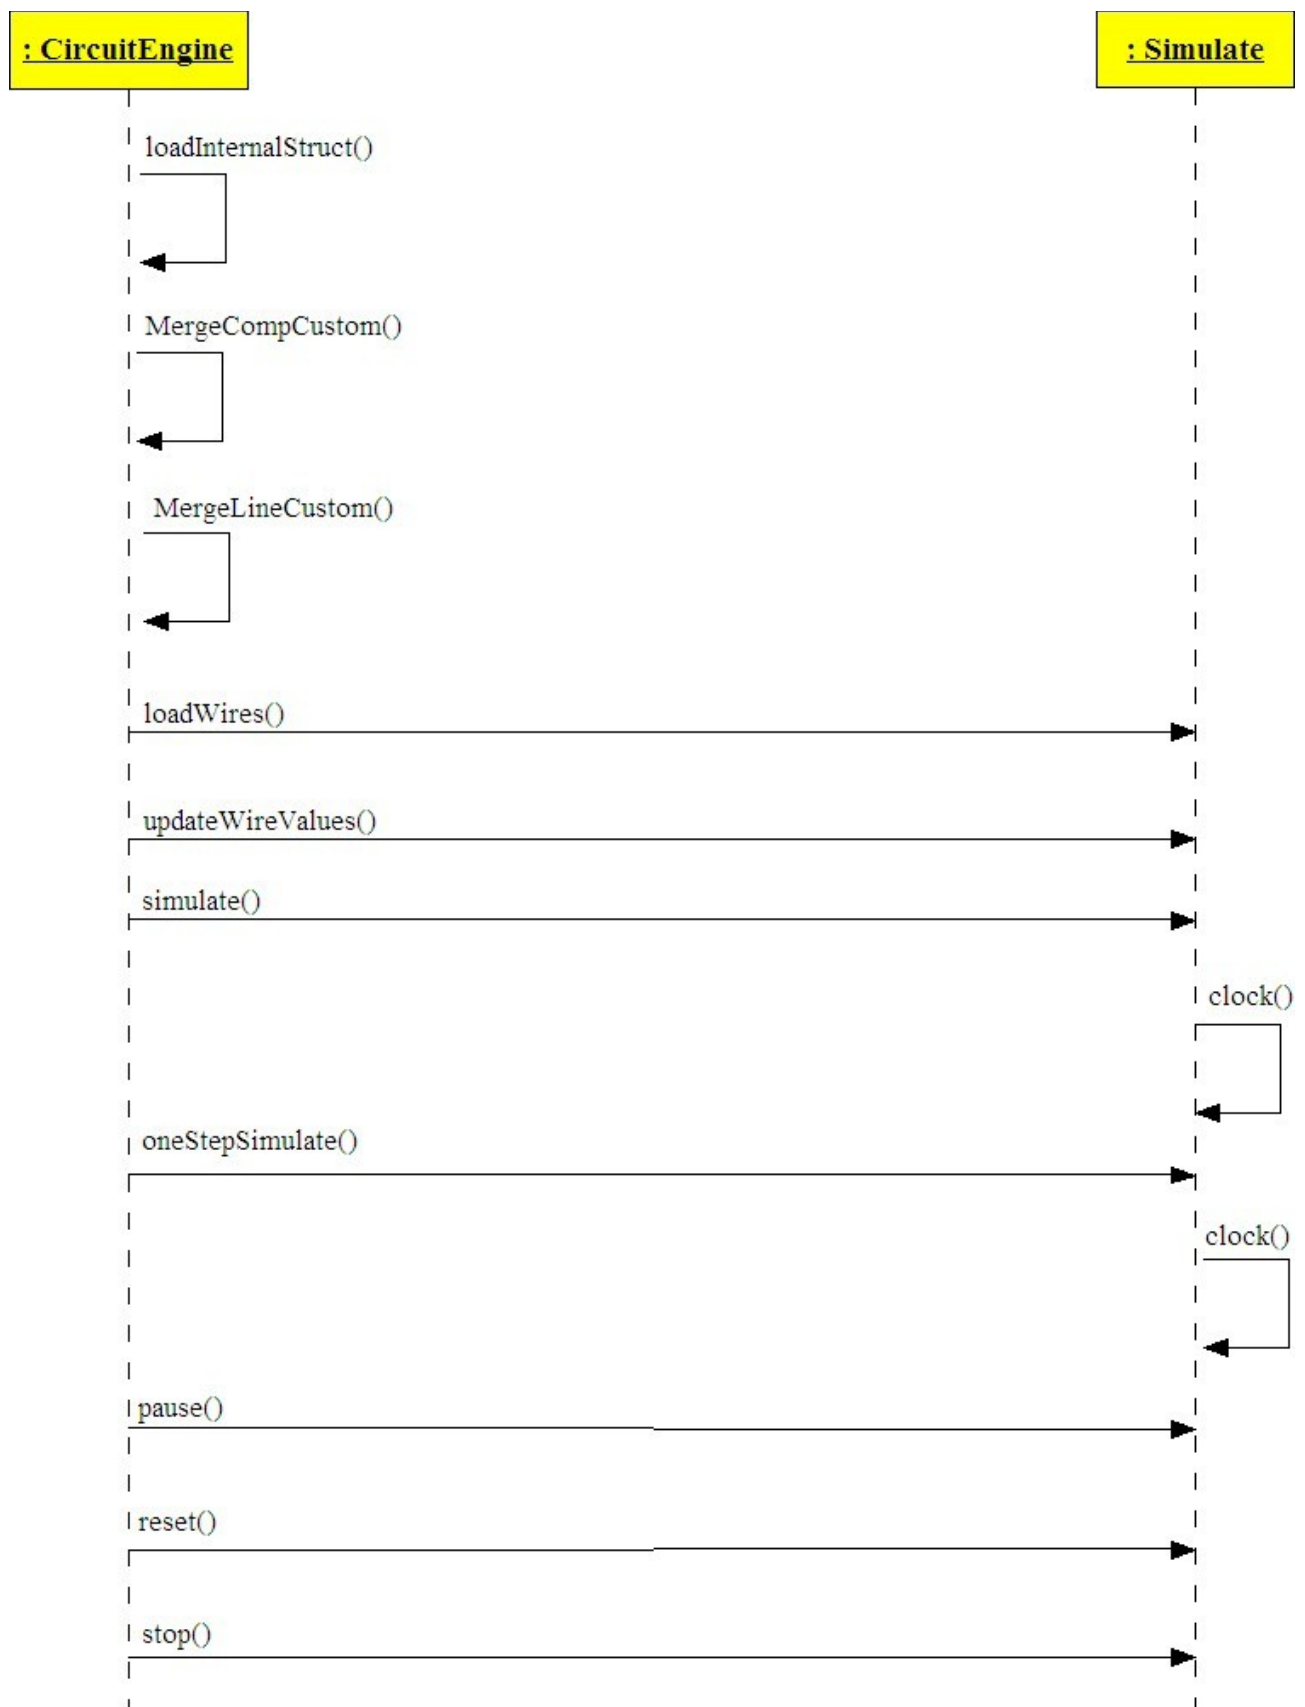 : CircuitEngine
: Simulate
loadInternalStruct()
MergeCompCustom()
MergeLineCustom()
loadWires()
updateWireValues()
simulate()
clock()
oneStepSimulate()
clock()
pause()
reset()
stop()